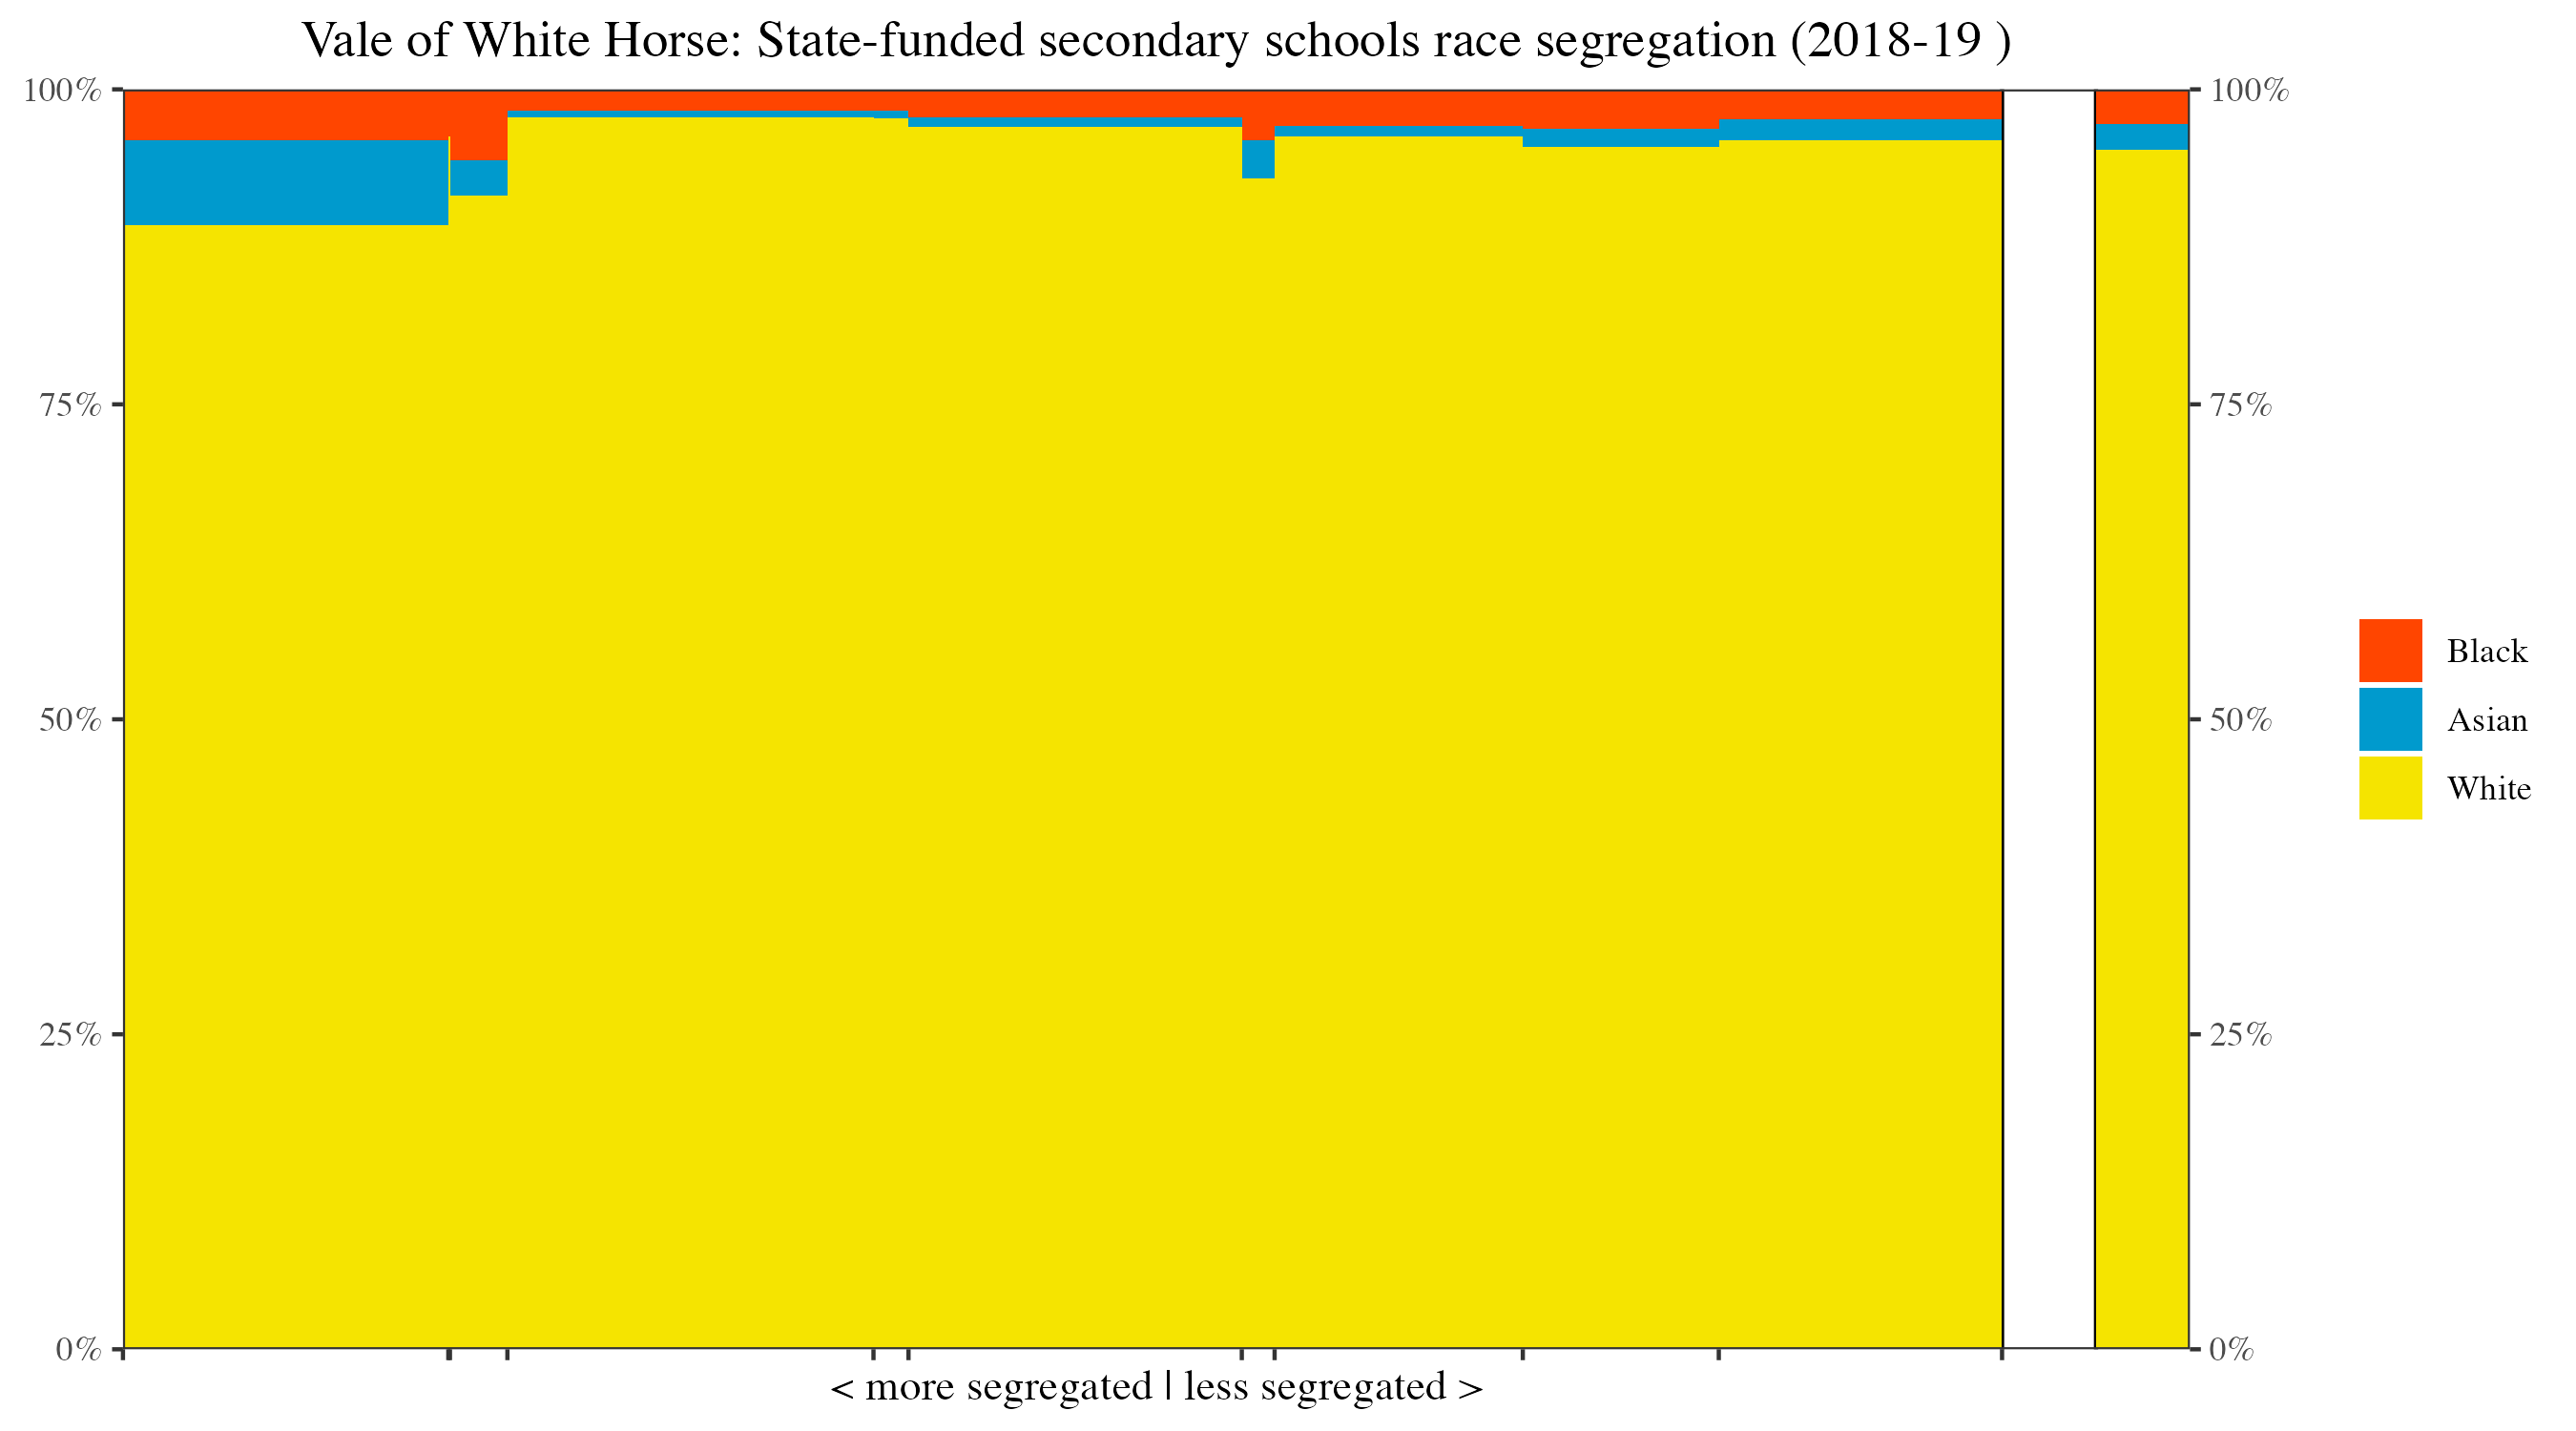 Vale of White Horse: State-funded secondary schools race segregation (2018-19 )
100%
75%
50%
25%
0%
100%
75%
50%
25%
0%
Black
Asian
White
< more segregated | less segregated >